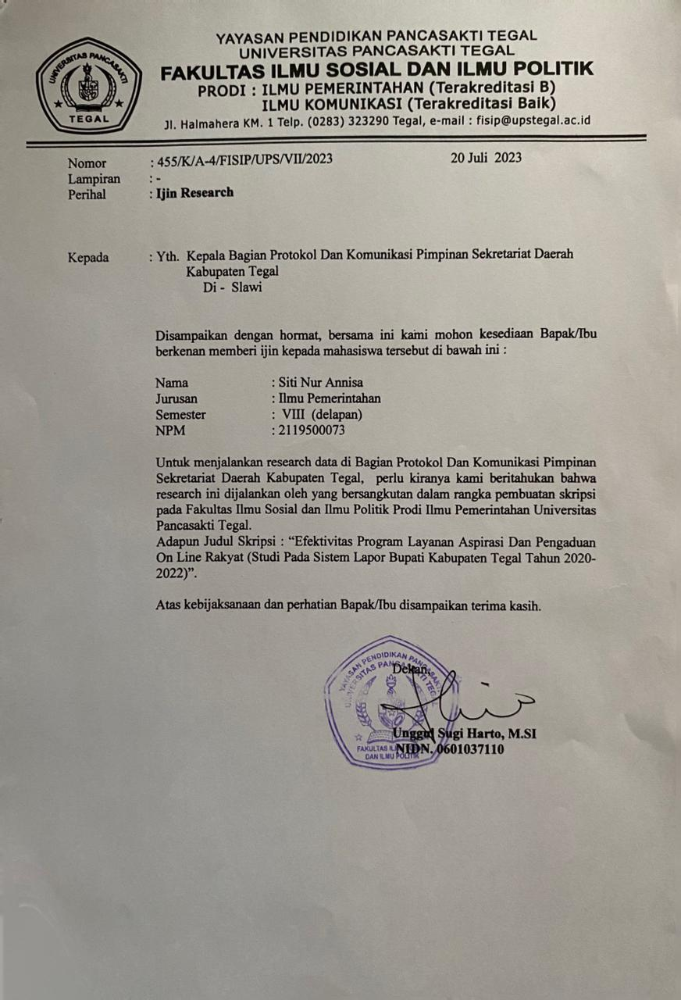 YAYASAN PENDIDIKAN PANCASAKTI TEGAL
UNIVERSITAS PANCASAKTI TEGAL
FAKULTAS ILMU SOSIAL DAN ILMU POLITIK
PRODI : ILMU PEMERINTAHAN (Terakreditasi B)
ILMU KOMUNIKASI (Terakreditasi Baik)
Jl. Halmahera KM. 1 Telp. (0283) 323290 Tegal, e-mail : fisip@upstegal.ac.id
UNIVERSITAS PANCASAKTI
TEGAL
Nomor : 455/K/A-4/FISIP/UPS/VII/2023 20 Juli 2023
Lampiran : -
Perihal : Ijin Research
Kepada : Yth. Kepala Bagian Protokol Dan Komunikasi Pimpinan Sekretariat Daerah
Kabupaten Tegal
Di - Slawi
Disampaikan dengan hormat, bersama ini kami mohon kesediaan Bapak/Ibu
berkenan memberi ijin kepada mahasiswa tersebut di bawah ini :
Nama : Siti Nur Annisa
Jurusan : Ilmu Pemerintahan
Semester : VIII (delapan)
NPM : 2119500073
Untuk menjalankan research data di Bagian Protokol Dan Komunikasi Pimpinan
Sekretariat Daerah Kabupaten Tegal, perlu kiranya kami beritahukan bahwa
research ini dijalankan oleh yang bersangkutan dalam rangka pembuatan skripsi
pada Fakultas Ilmu Sosial dan Ilmu Politik Prodi Ilmu Pemerintahan Universitas
Pancasakti Tegal.
Adapun Judul Skripsi : “Efektivitas Program Layanan Aspirasi Dan Pengaduan
On Line Rakyat (Studi Pada Sistem Lapor Bupati Kabupaten Tegal Tahun 2020-
2022)”.
Atas kebijaksanaan dan perhatian Bapak/Ibu disampaikan terima kasih.
Dekan,
YAYASAN PENDIDIKAN
Unggul Sugi Harto, M.SI
NIDN. 0601037110
FAKULTAS
DAN ILMU POLITIK